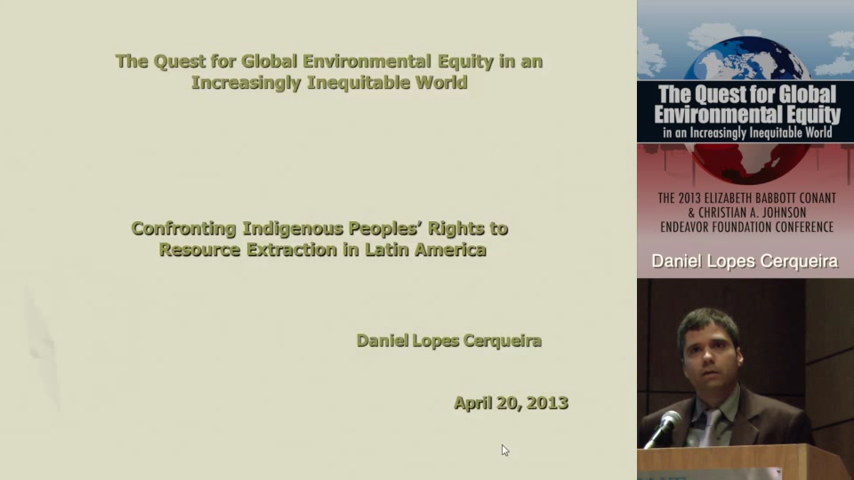 The Quest for Global Environmental Equity in an
Increasingly Inequitable World
Confronting Indigenous Peoples’ Rights to
Resource Extraction in Latin America
Daniel Lopes Cerqueira
April 20, 2013
The Quest for Global
Environmental Equity
in an Increasingly Inequitable World
THE 2013 ELIZABETH BABBOTT CONANT
& CHRISTIAN A. JOHNSON
ENDEAVOR FOUNDATION CONFERENCE
Daniel Lopes Cerqueira